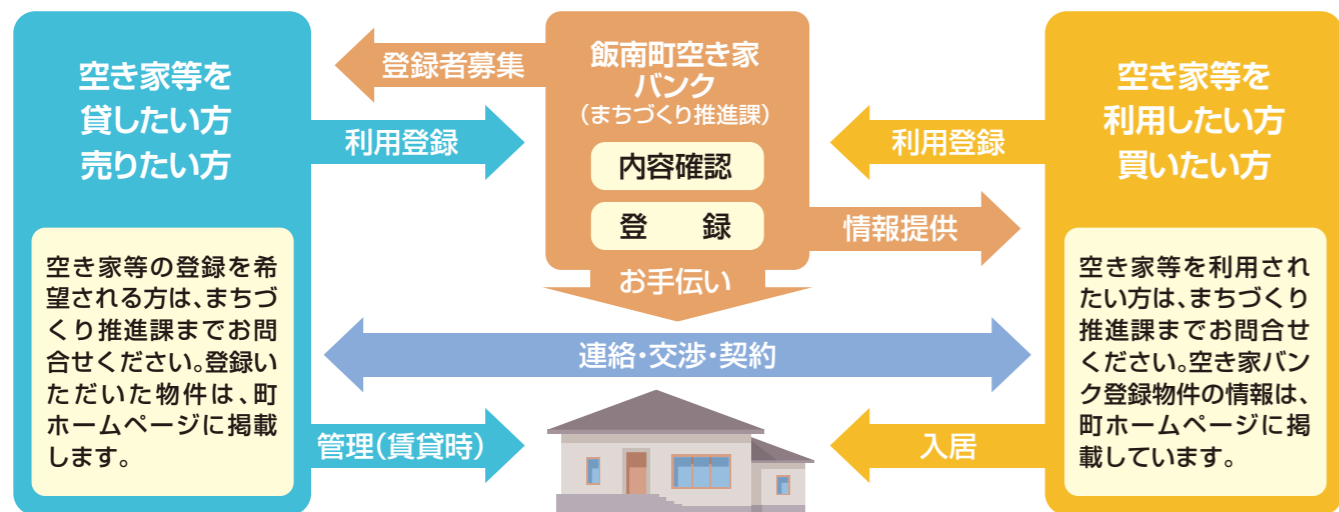 空き家等を
貸したい方
売りたい方
空き家等の登録を希
望される方は、まちづ
くり推進課までお問
合せください。登録い
ただいた物件は、町
ホームページに掲載
します。
登録者募集
利用登録
飯南町空き家
バンク
(まちづくり推進課)
内容確認
登　録
お手伝い
利用登録
情報提供
連絡・交渉・契約
管理(賃貸時)
入居
空き家等を
利用したい方
買いたい方
空き家等を利用され
たい方は、まちづくり
推進課までお問合せ
ください。空き家バン
ク登録物件の情報は、
町ホームページに掲
載しています。